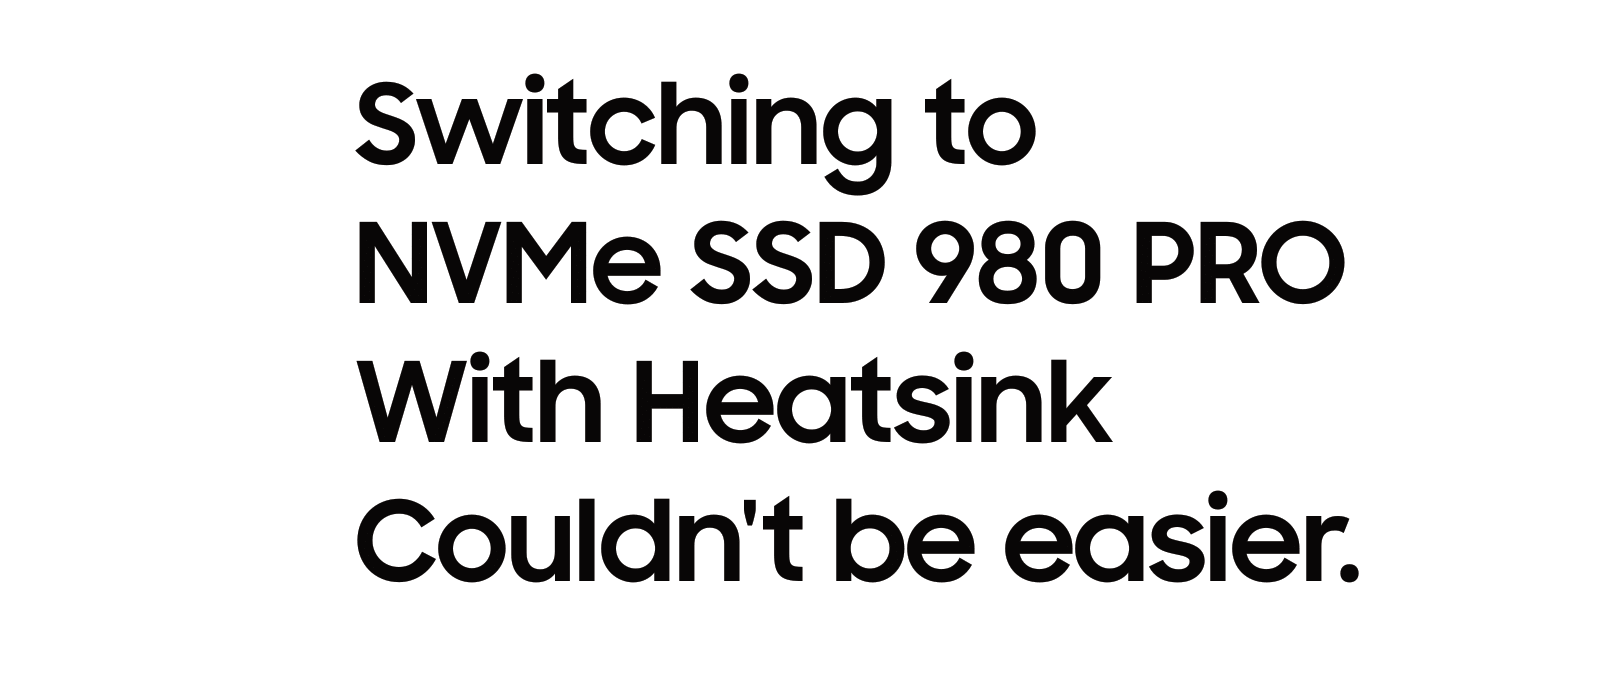 Switching to
NVMe SSD 980 PRO
With Heatsink
Couldn't be easier.